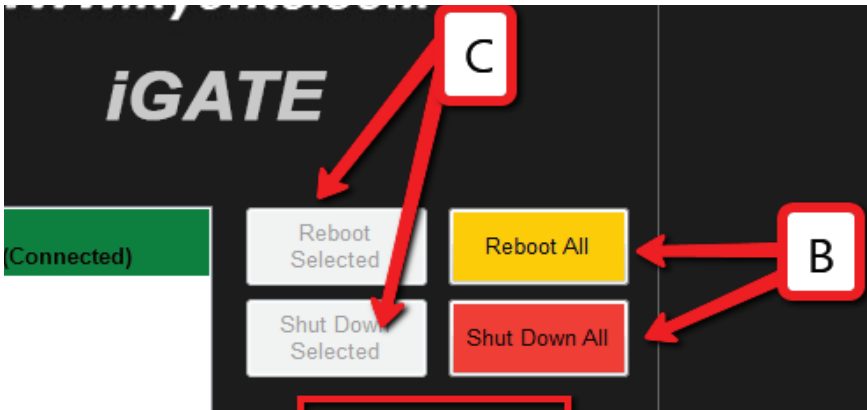 C
iGATE
Reboot
Selected
Reboot All
(Connected)
B
Shut Down
Selected
Shut Down All